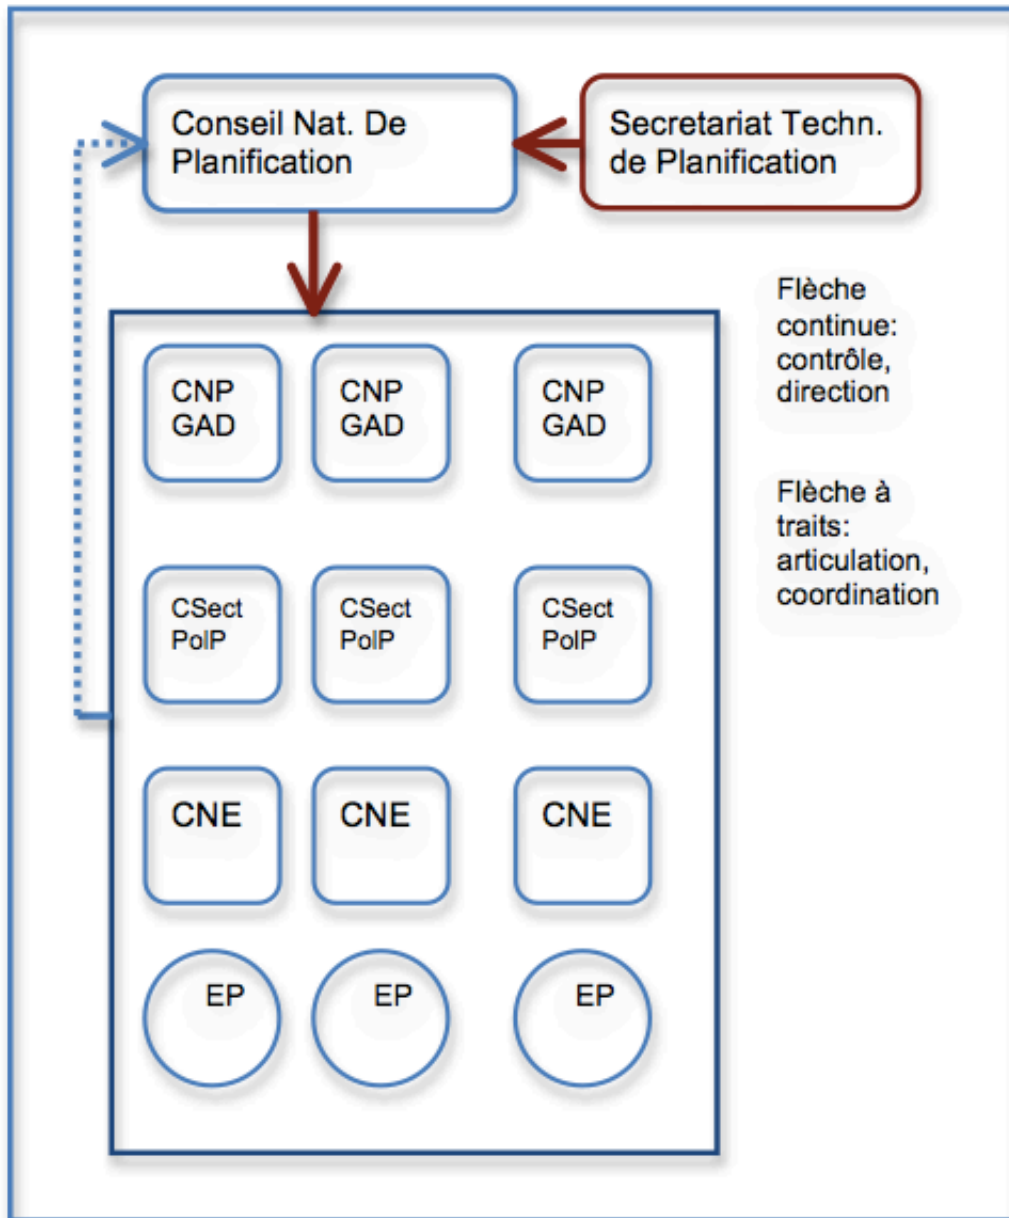 Conseil Nat. De
Planification
Secretariat Techn.
de Planification
Flèche
continue:
contrôle,
direction
CNP
GAD
CNP
GAD
CNP
GAD
Flèche à
traits:
articulation,
coordination
CSect
PolP
CSect
PolP
CSect
PolP
CNE
CNE
CNE
EP
EP
EP